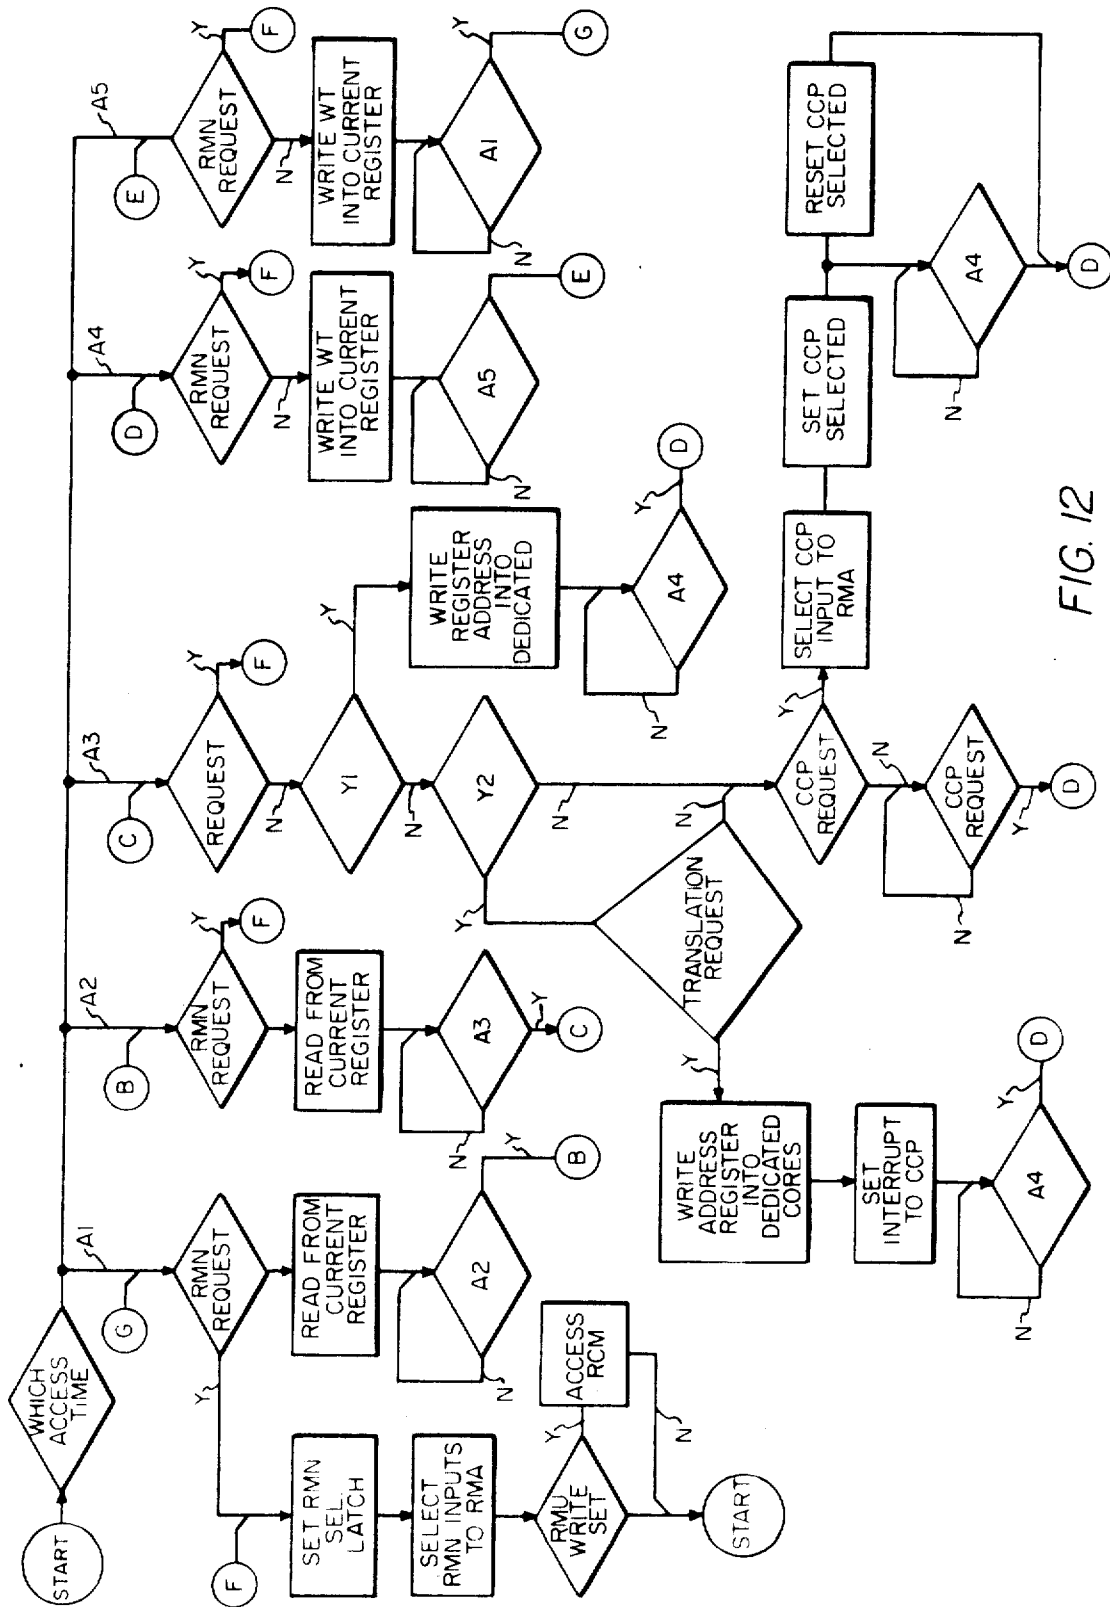 START
WHICH
ACCESS
TIME
A1
G
RMN
REQUEST
Y
F
SET RMN
SEL.
LATCH
SELECT
RMN INPUTS
TO RMA
RMU
WRITE
SET
Y
ACCESS
RCM
N
START
READ FROM
CURRENT
REGISTER
A2
N
Y
B
A2
B
RMN
REQUEST
Y
F
READ FROM
CURRENT
REGISTER
A3
N
Y
C
A3
C
REQUEST
Y
F
N
Y1
Y
WRITE
REGISTER
ADDRESS
INTO
DEDICATED
A4
N
Y
D
N
Y2
Y
N
TRANSLATION
REQUEST
N
Y
WRITE
ADDRESS
REGISTER
INTO
DEDICATED
CORES
SET
INTERRUPT
TO CCP
A4
N
Y
D
CCP
REQUEST
Y
N
CCP
REQUEST
N
Y
D
SELECT CCP
INPUT TO
RMA
SET CCP
SELECTED
RESET CCP
SELECTED
A4
N
D
A4
D
RMN
REQUEST
Y
F
N
WRITE WT
INTO CURRENT
REGISTER
A5
N
Y
E
A5
E
RMN
REQUEST
Y
F
N
WRITE WT
INTO CURRENT
REGISTER
A1
N
Y
G
FIG. 12